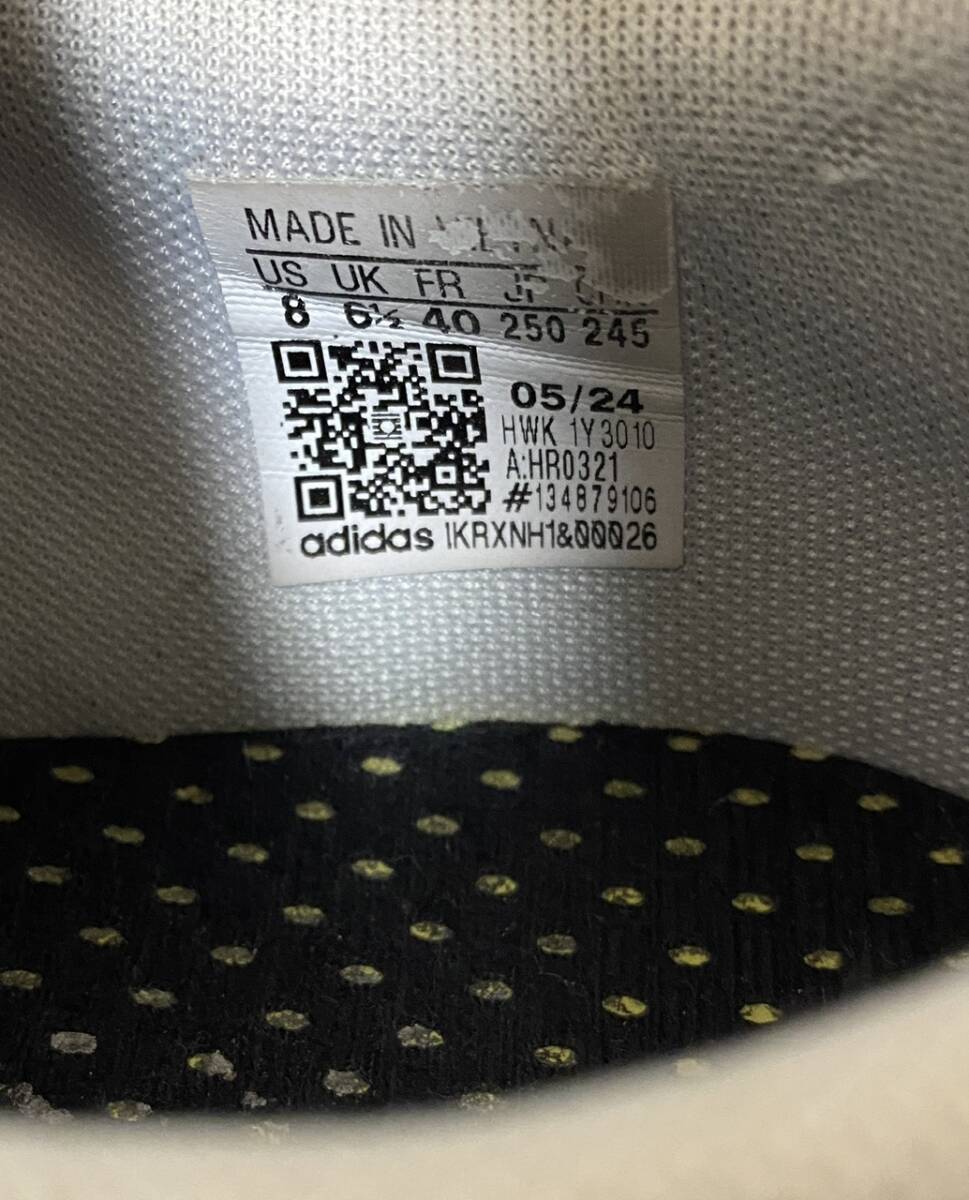 MADE IN
US UK FR JP
8 6½ 40 250 245
05/24
HWK 1Y3010
A:HR0321
#134879106
adidas IKRXNH1&00026